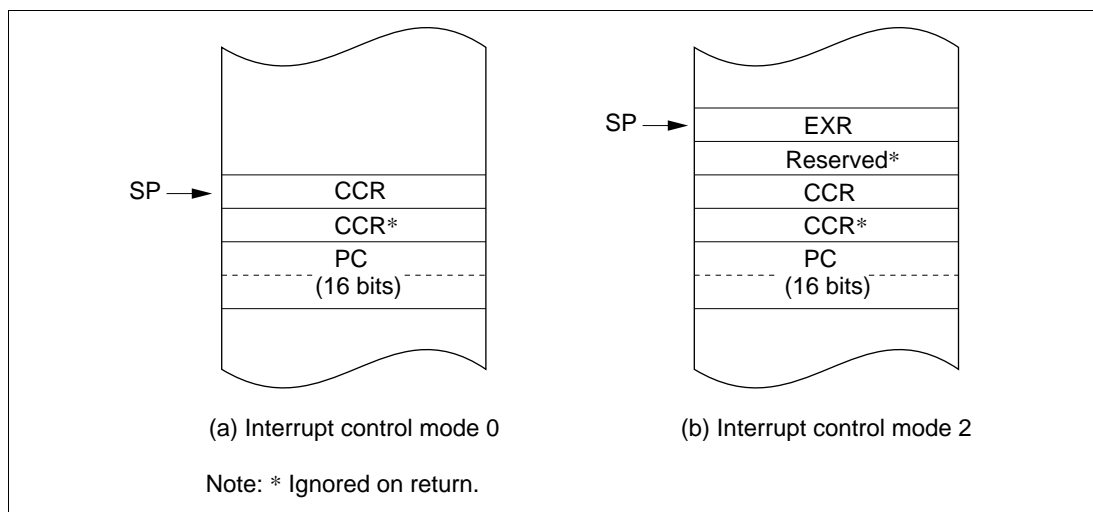 SP
CCR
CCR*
PC
(16 bits)
(a) Interrupt control mode 0
SP
EXR
Reserved*
CCR
CCR*
PC
(16 bits)
(b) Interrupt control mode 2
Note: * Ignored on return.